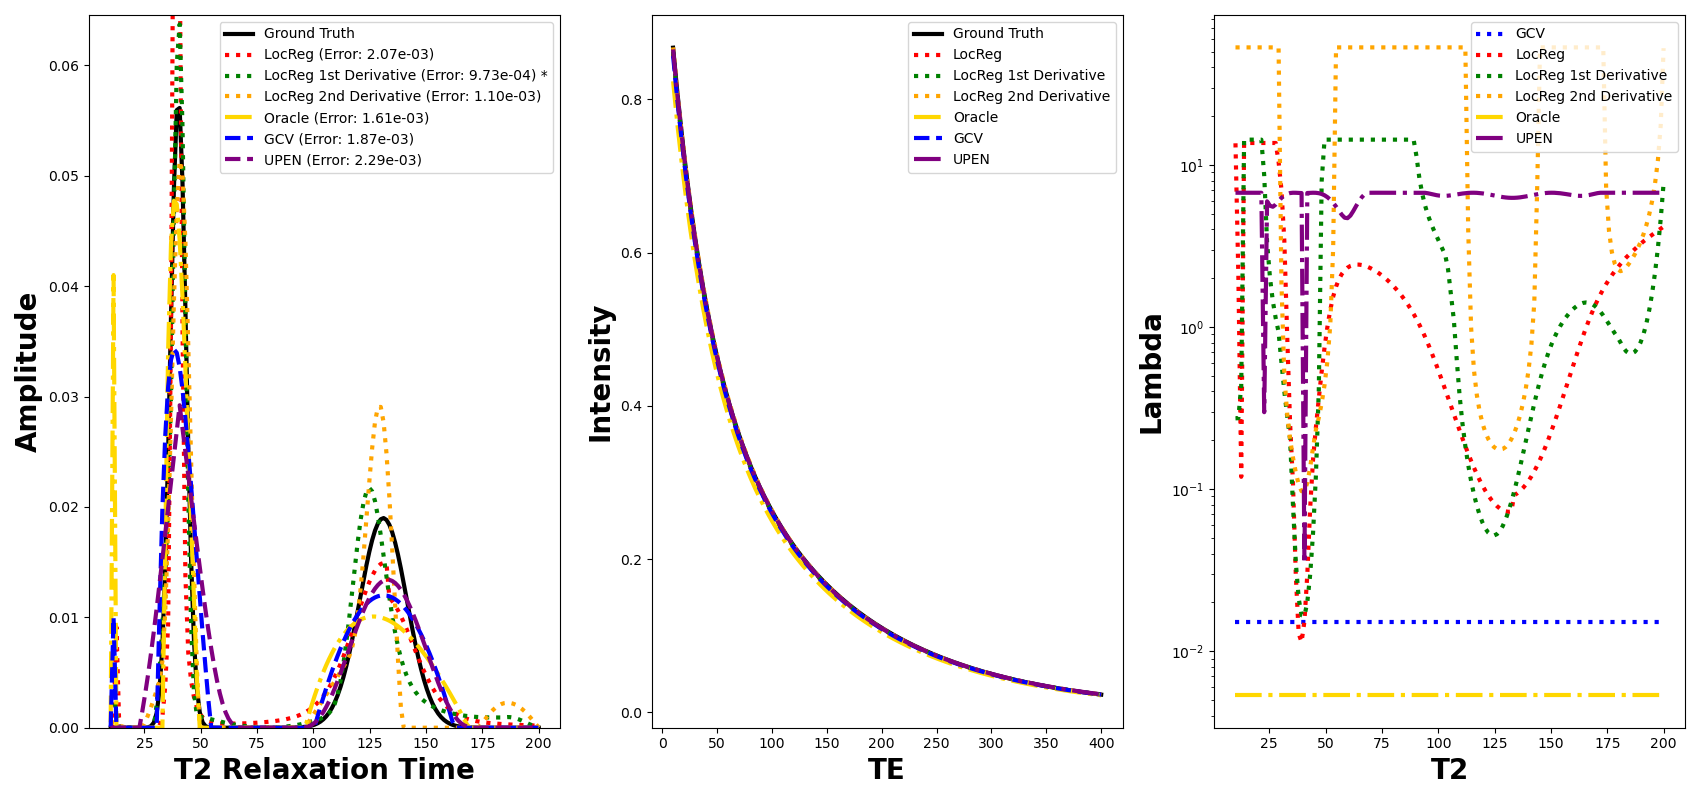 Amplitude
0.06
0.05
0.04
0.03
0.02
0.01
0.00
25 50 75 100 125 150 175 200
T2 Relaxation Time
Ground Truth
LocReg (Error: 2.07e-03)
LocReg 1st Derivative (Error: 9.73e-04) *
LocReg 2nd Derivative (Error: 1.10e-03)
Oracle (Error: 1.61e-03)
GCV (Error: 1.87e-03)
UPEN (Error: 2.29e-03)
Intensity
0.8
0.6
0.4
0.2
0.0
0 50 100 150 200 250 300 350 400
TE
Ground Truth
LocReg
LocReg 1st Derivative
LocReg 2nd Derivative
Oracle
GCV
UPEN
Lambda
10¹
10⁰
10⁻¹
10⁻²
25 50 75 100 125 150 175 200
T2
GCV
LocReg
LocReg 1st Derivative
LocReg 2nd Derivative
Oracle
UPEN